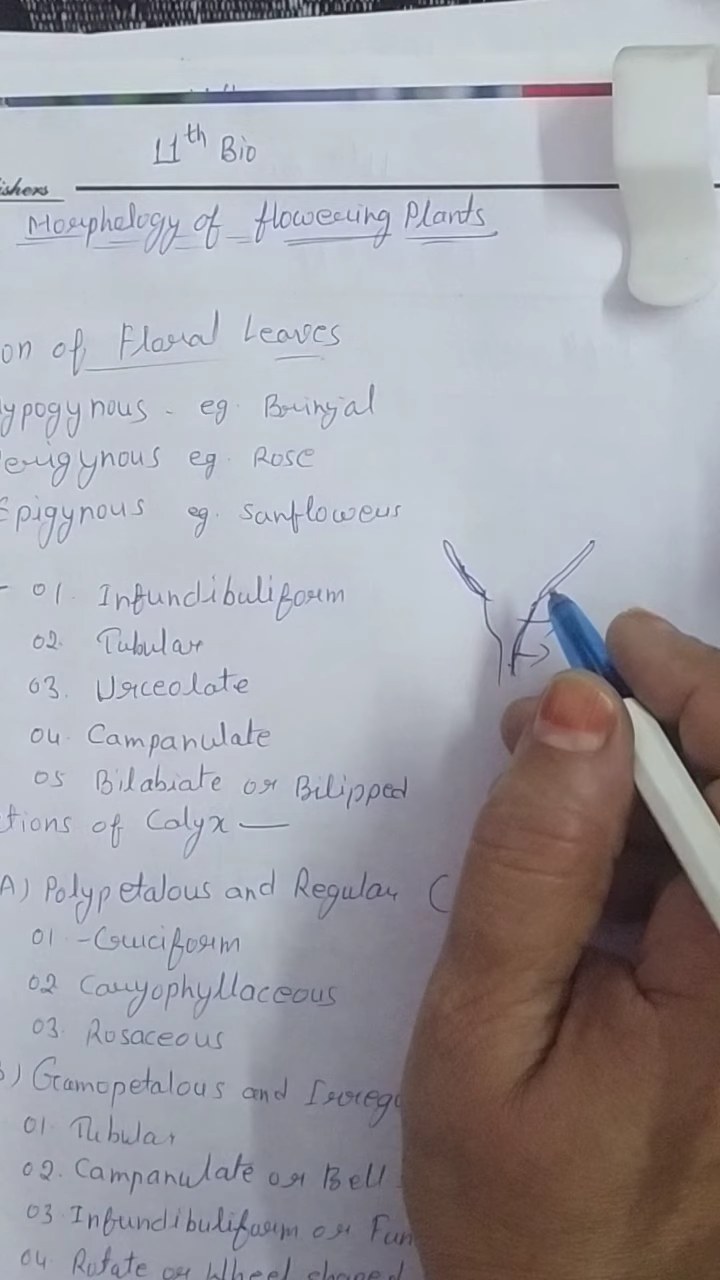 11th Bio
ishers
Morphology of flowering Plants
on of Floral Leaves
ypogynous - eg. Brinjal
erigynous eg. Rose
Epigynous eg. Sanflowers
- 01. Infundibuliform
02. Tubular
03. Urceolate
04. Campanulate
05 Bilabiate or Bilipped
tions of Calyx —
A) Polypetalous and Regular (
01 - Cruciform
02 Caryophyllaceous
03. Rosaceous
) Gamopetalous and Irreg
01. Tubular
02. Campanulate or Bell
03. Infundibuliform or Fun
04. Rotate or Wheel shaped